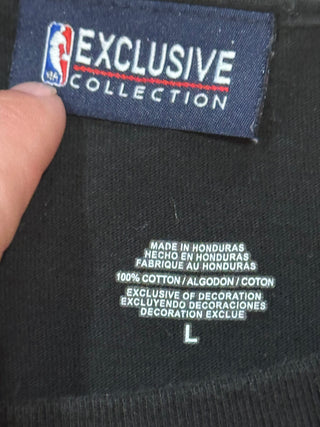 EXCLUSIVE
COLLECTION
MADE IN HONDURAS
HECHO EN HONDURAS
FABRIQUE AU HONDURAS
100% COTTON / ALGODON / COTON
EXCLUSIVE OF DECORATION
EXCLUYENDO DECORACIONES
DECORATION EXCLUE
L